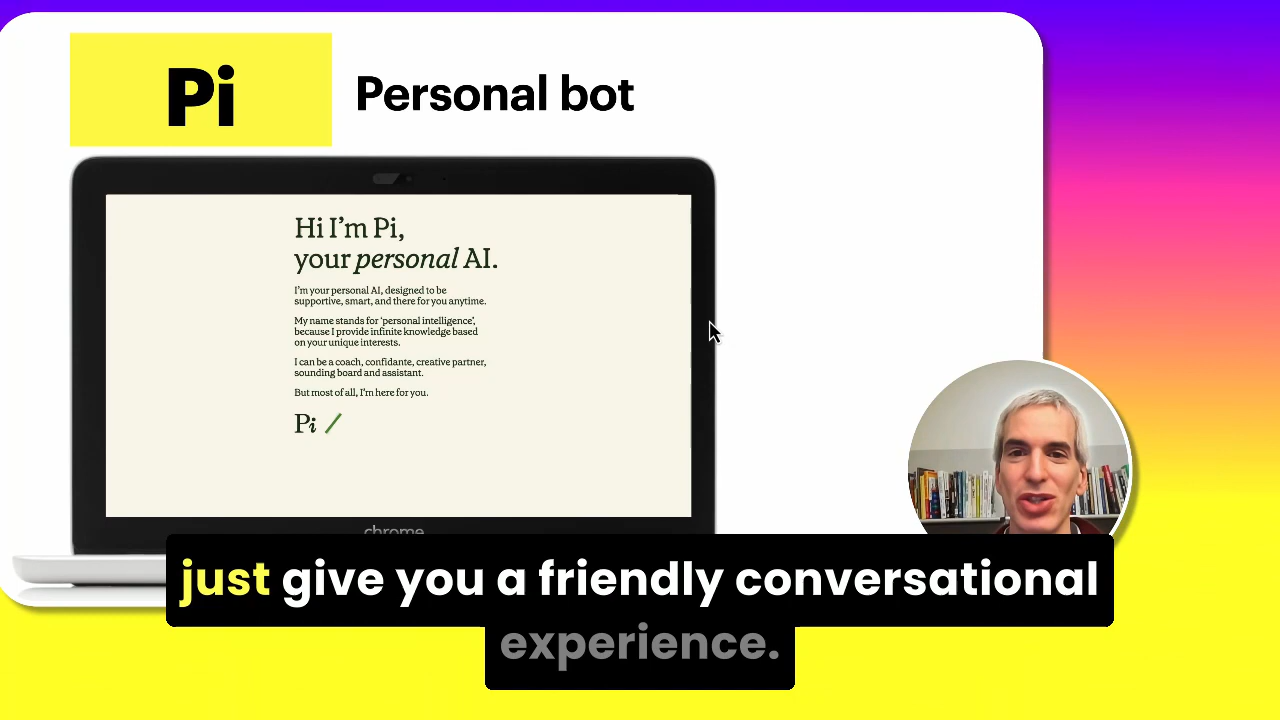 Pi
Personal bot
Hi I'm Pi,
your personal AI.
I'm your personal AI, designed to be
supportive, smart, and there for you anytime.
My name stands for 'personal intelligence',
because I provide infinite knowledge based
on your unique interests.
I can be a coach, confidante, creative partner,
sounding board and assistant.
But most of all, I'm here for you.
Pi
chrome
just give you a friendly conversational
experience.